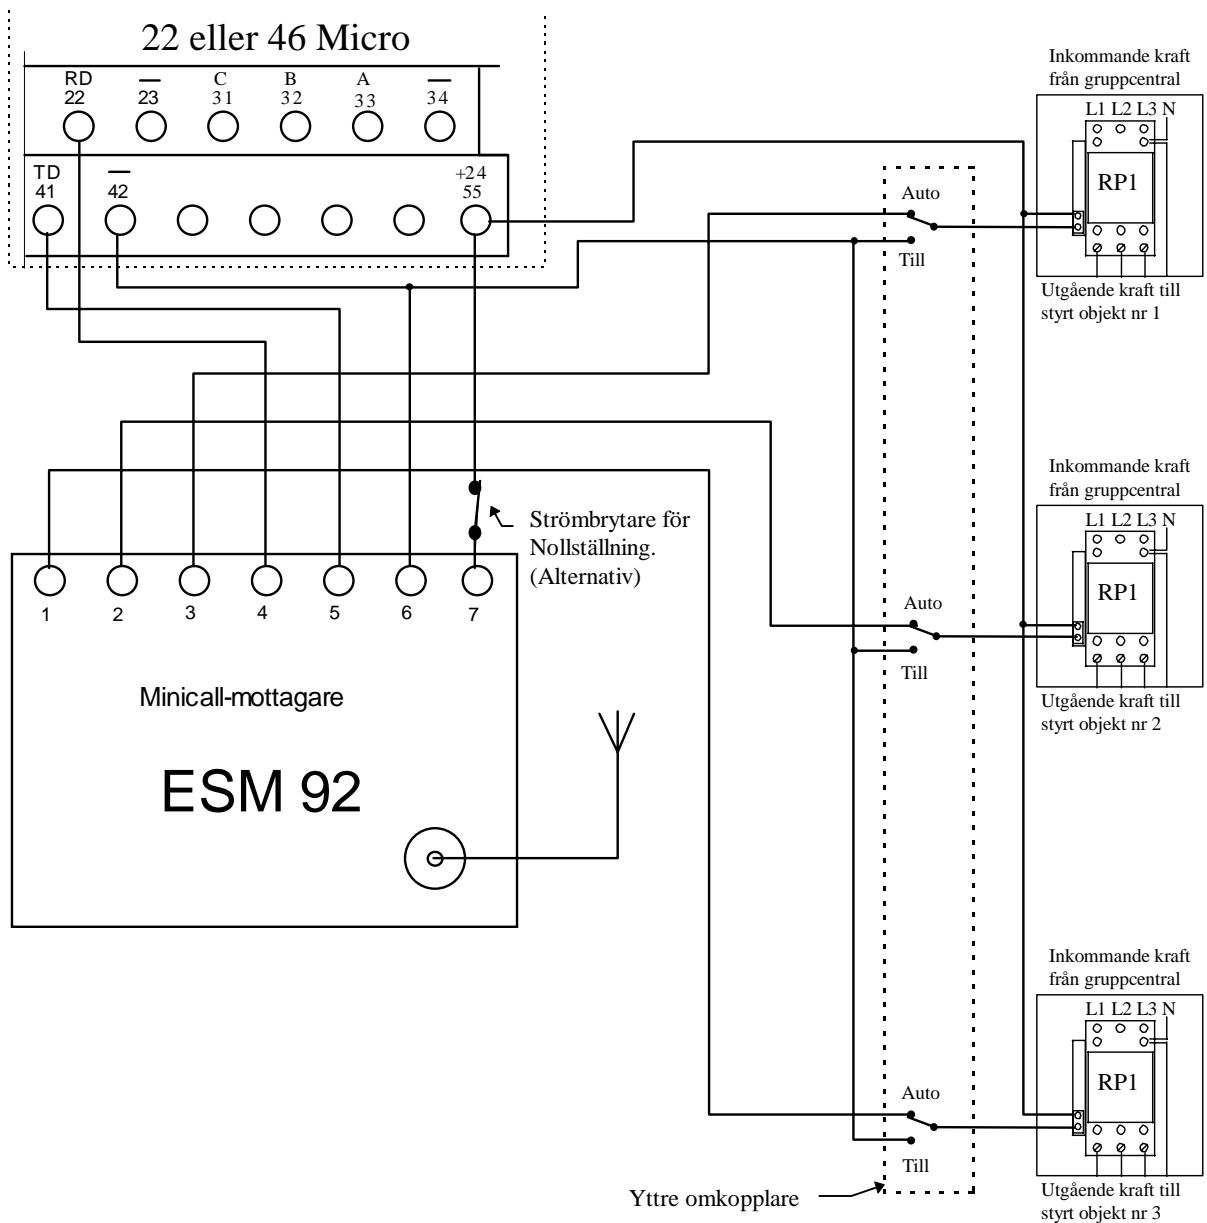 22 eller 46 Micro
RD C B A
22 23 31 32 33 34
TD +24
41 42 55
Inkommande kraft
från gruppcentral
L1 L2 L3 N
RP1
Auto
Till
Utgående kraft till
styrt objekt nr 1
Inkommande kraft
från gruppcentral
L1 L2 L3 N
RP1
Auto
Till
Utgående kraft till
styrt objekt nr 2
Strömbrytare för
Nollställning.
(Alternativ)
1 2 3 4 5 6 7
Minicall-mottagare
ESM 92
Inkommande kraft
från gruppcentral
L1 L2 L3 N
RP1
Auto
Till
Yttre omkopplare
Utgående kraft till
styrt objekt nr 3